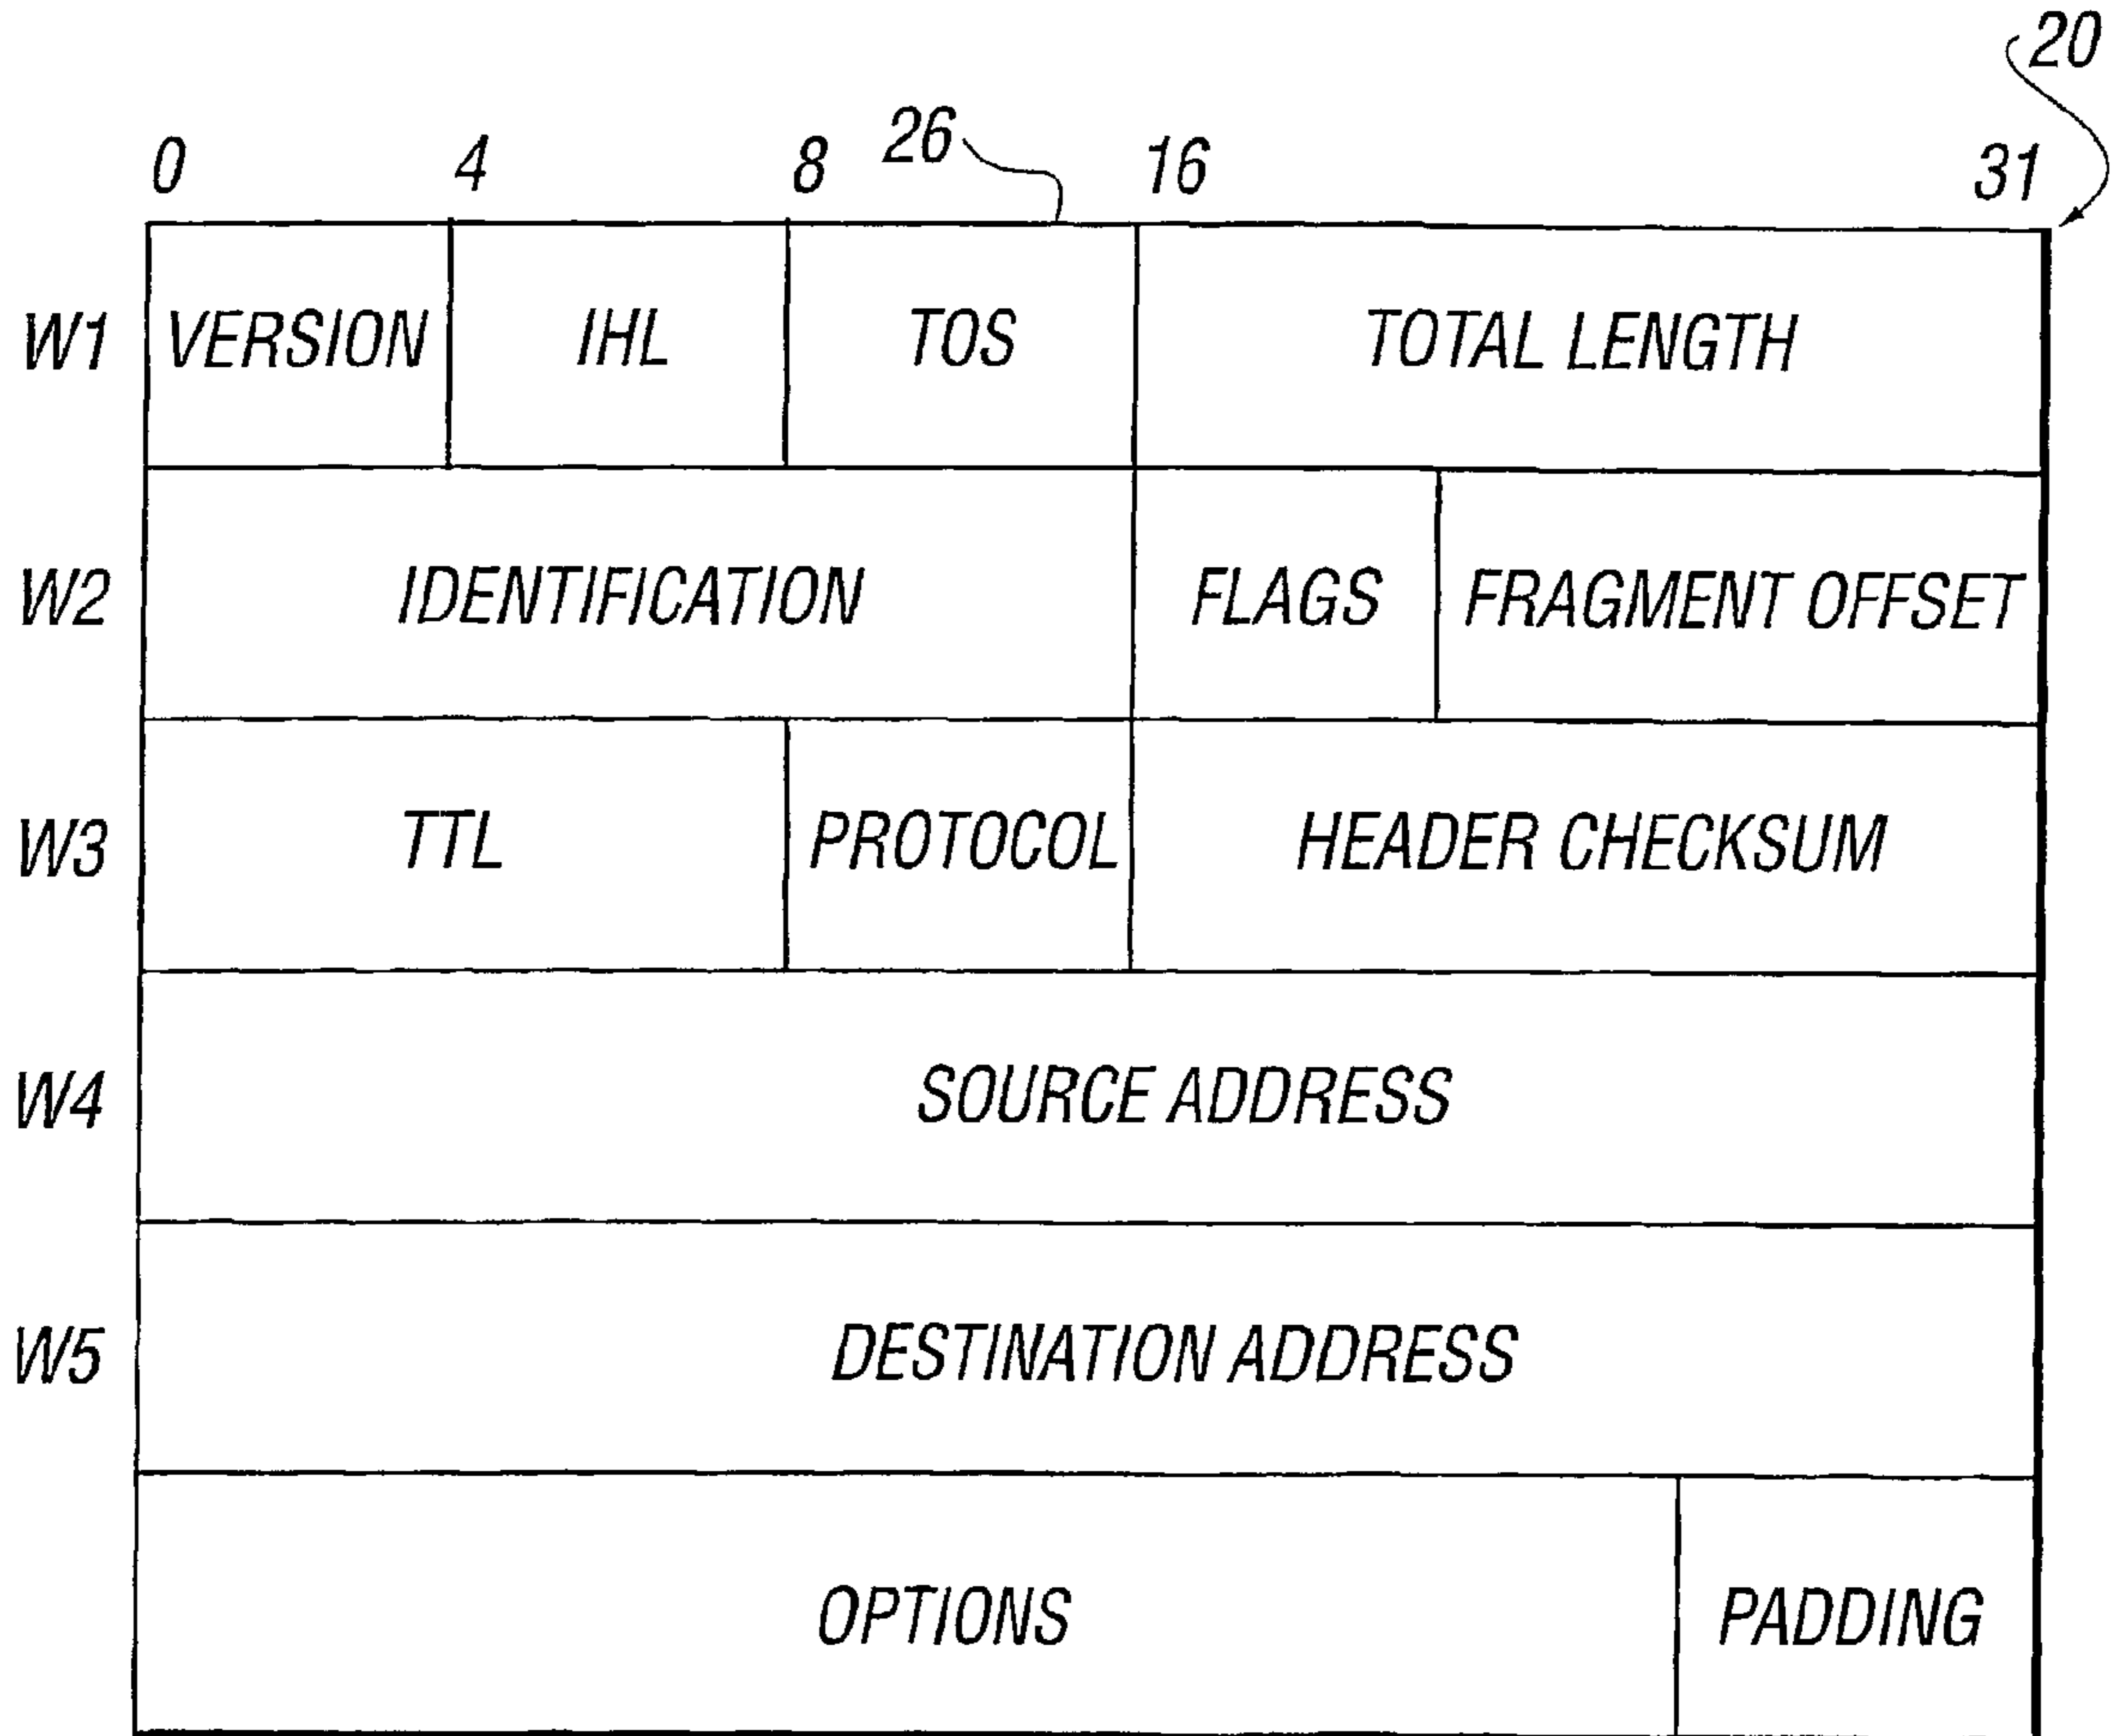 20
0 4 8 26 16 31
W1 VERSION IHL TOS TOTAL LENGTH
W2 IDENTIFICATION FLAGS FRAGMENT OFFSET
W3 TTL PROTOCOL HEADER CHECKSUM
W4 SOURCE ADDRESS
W5 DESTINATION ADDRESS
OPTIONS PADDING